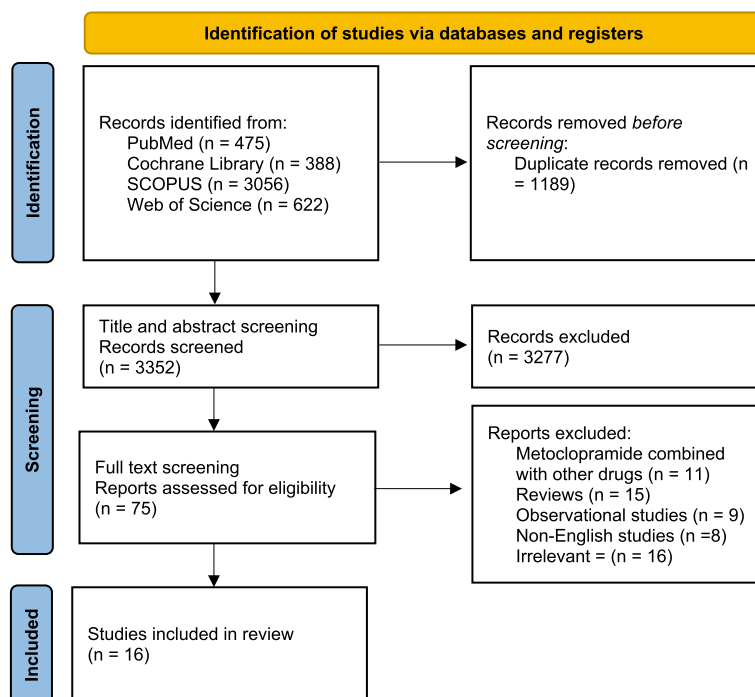 Identification of studies via databases and registers
Identification
Records identified from:
PubMed (n = 475)
Cochrane Library (n = 388)
SCOPUS (n = 3056)
Web of Science (n = 622)
Records removed before
screening:
Duplicate records removed (n
= 1189)
Screening
Title and abstract screening
Records screened
(n = 3352)
Records excluded
(n = 3277)
Full text screening
Reports assessed for eligibility
(n = 75)
Reports excluded:
Metoclopramide combined
with other drugs (n = 11)
Reviews (n = 15)
Observational studies (n = 9)
Non-English studies (n =8)
Irrelevant = (n = 16)
Included
Studies included in review
(n = 16)